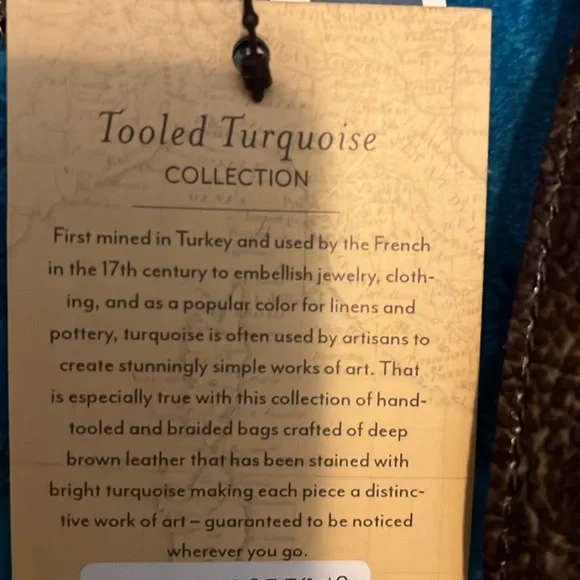 Tooled Turquoise
COLLECTION
First mined in Turkey and used by the French
in the 17th century to embellish jewelry, cloth-
ing, and as a popular color for linens and
pottery, turquoise is often used by artisans to
create stunningly simple works of art. That
is especially true with this collection of hand-
tooled and braided bags crafted of deep
brown leather that has been stained with
bright turquoise making each piece a distinc-
tive work of art – guaranteed to be noticed
wherever you go.